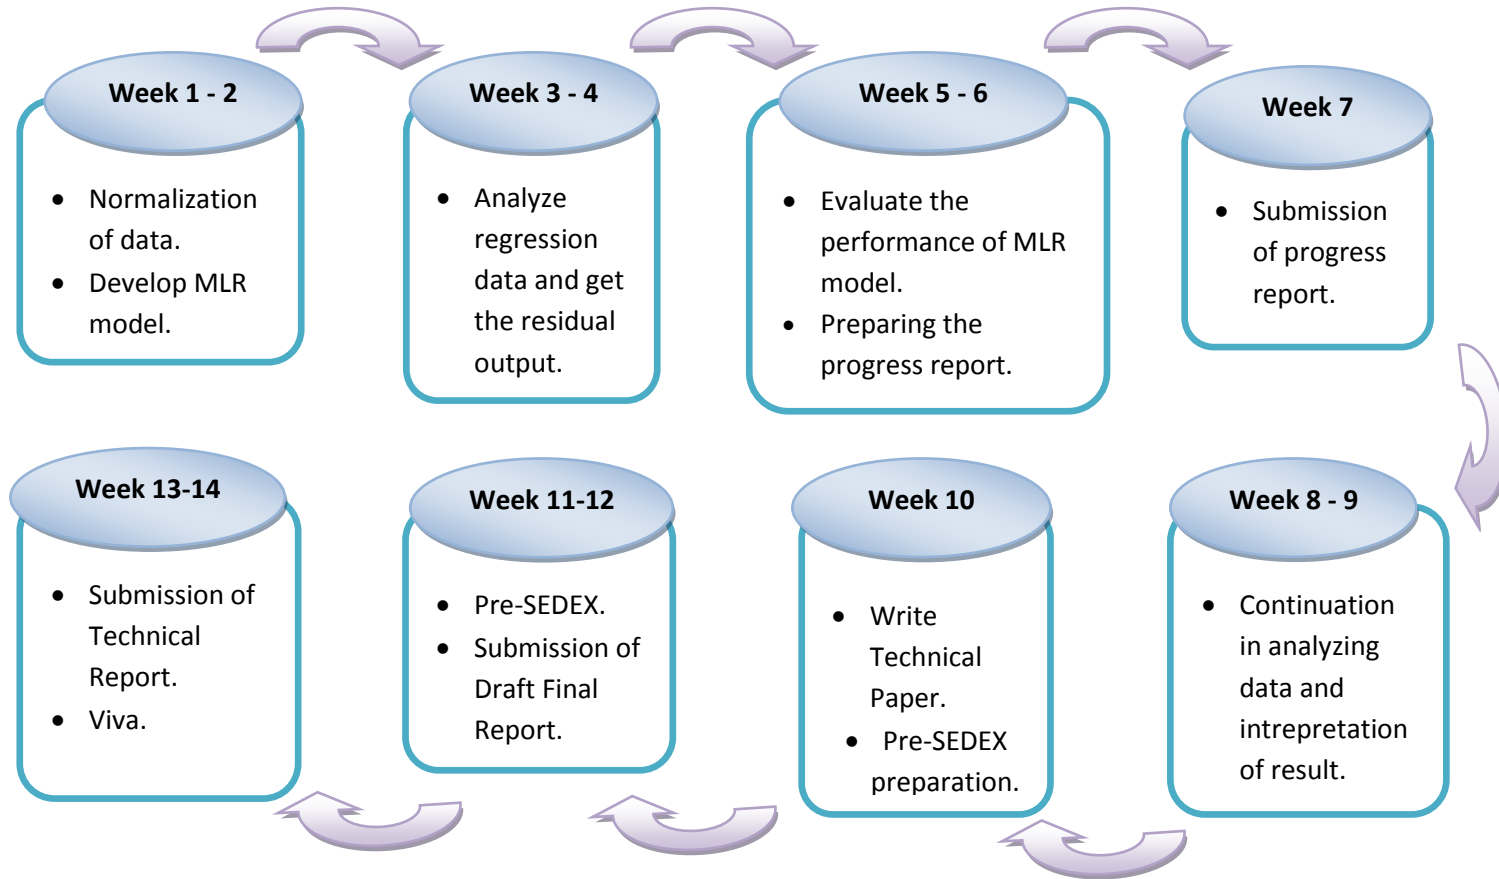 Week 1 - 2
• Normalization
of data.
• Develop MLR
model.
Week 3 - 4
• Analyze
regression
data and get
the residual
output.
Week 5 - 6
• Evaluate the
performance of MLR
model.
• Preparing the
progress report.
Week 7
• Submission
of progress
report.
Week 8 - 9
• Continuation
in analyzing
data and
intrepretation
of result.
Week 10
• Write
Technical
Paper.
• Pre-SEDEX
preparation.
Week 11-12
• Pre-SEDEX.
• Submission of
Draft Final
Report.
Week 13-14
• Submission of
Technical
Report.
• Viva.